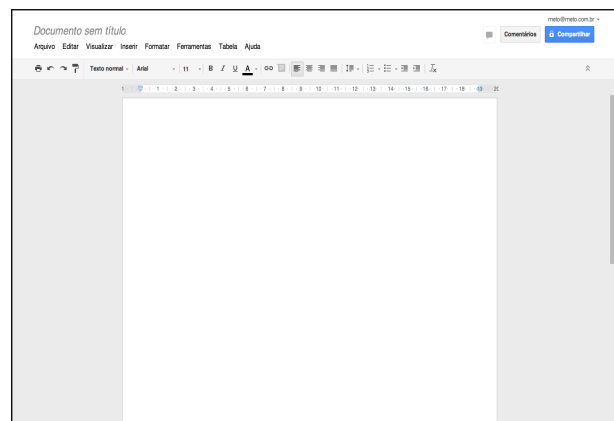 meto@meto.com.br
Documento sem título
Comentários Compartilhar
Arquivo Editar Visualizar Inserir Formatar Ferramentas Tabela Ajuda
Texto normal Arial 11 B I U A
1 1 2 3 4 5 6 7 8 9 10 11 12 13 14 15 16 17 18 19